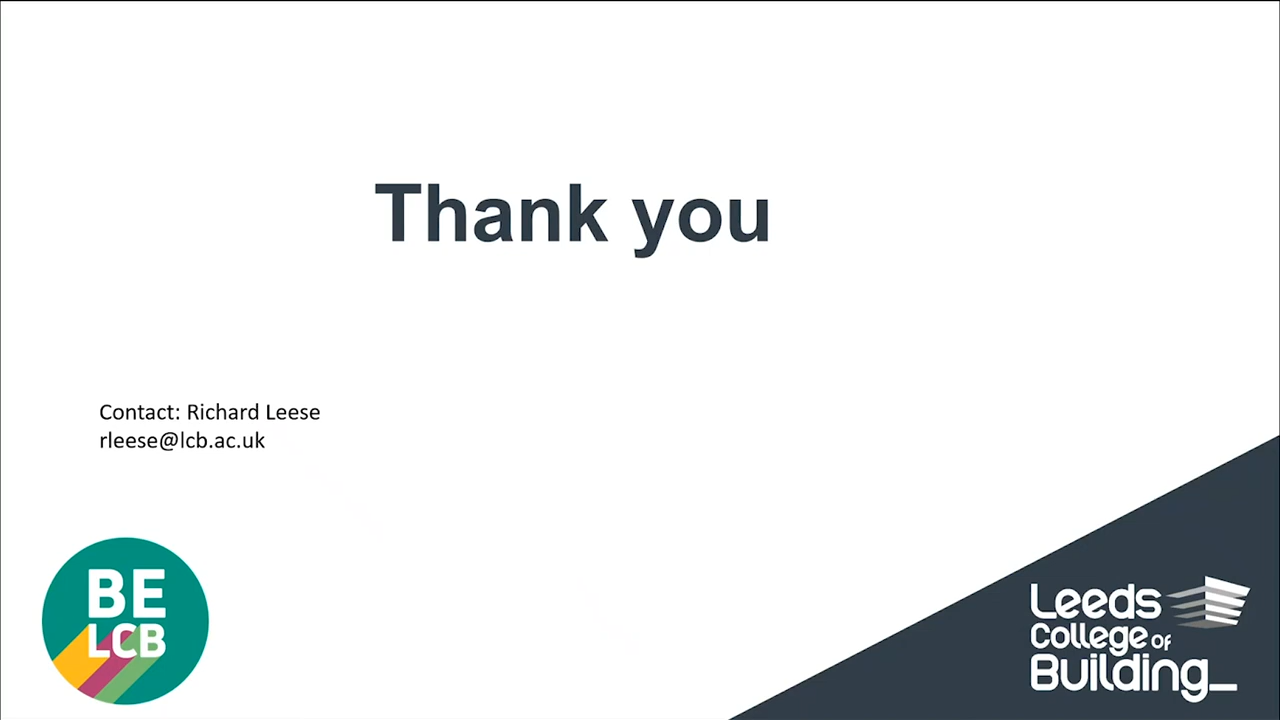 Thank you
Contact: Richard Leese
rleese@lcb.ac.uk
BE
LCB
Leeds
College of
Building_